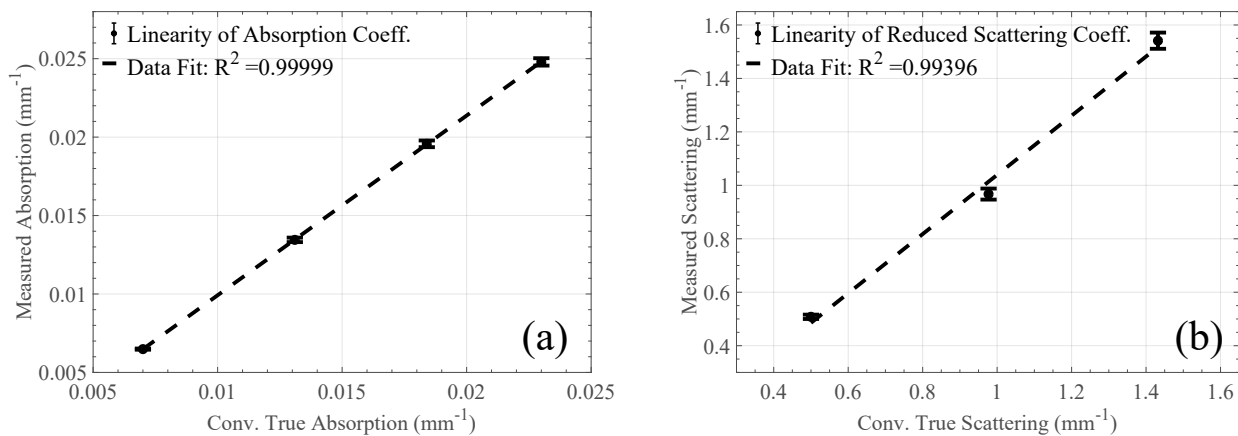 Linearity of Absorption Coeff.
Data Fit: R² =0.99999
0.025
0.02
0.015
0.01
0.005
Measured Absorption (mm⁻¹)
(a)
0.005 0.01 0.015 0.02 0.025
Conv. True Absorption (mm⁻¹)
Linearity of Reduced Scattering Coeff.
Data Fit: R² =0.99396
1.6
1.4
1.2
1
0.8
0.6
0.4
Measured Scattering (mm⁻¹)
(b)
0.4 0.6 0.8 1 1.2 1.4 1.6
Conv. True Scattering (mm⁻¹)